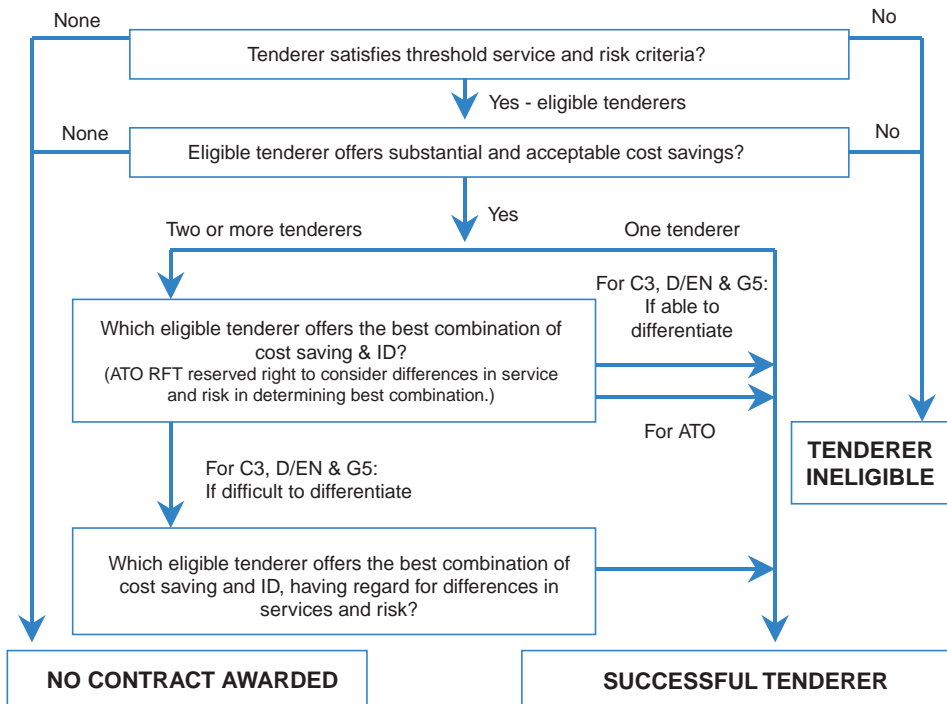 None
No
Tenderer satisfies threshold service and risk criteria?
Yes - eligible tenderers
None
No
Eligible tenderer offers substantial and acceptable cost savings?
Yes
Two or more tenderers
One tenderer
For C3, D/EN & G5:
If able to
differentiate
Which eligible tenderer offers the best combination of
cost saving & ID?
(ATO RFT reserved right to consider differences in service
and risk in determining best combination.)
For ATO
TENDERER
INELIGIBLE
For C3, D/EN & G5:
If difficult to differentiate
Which eligible tenderer offers the best combination of
cost saving and ID, having regard for differences in
services and risk?
NO CONTRACT AWARDED
SUCCESSFUL TENDERER